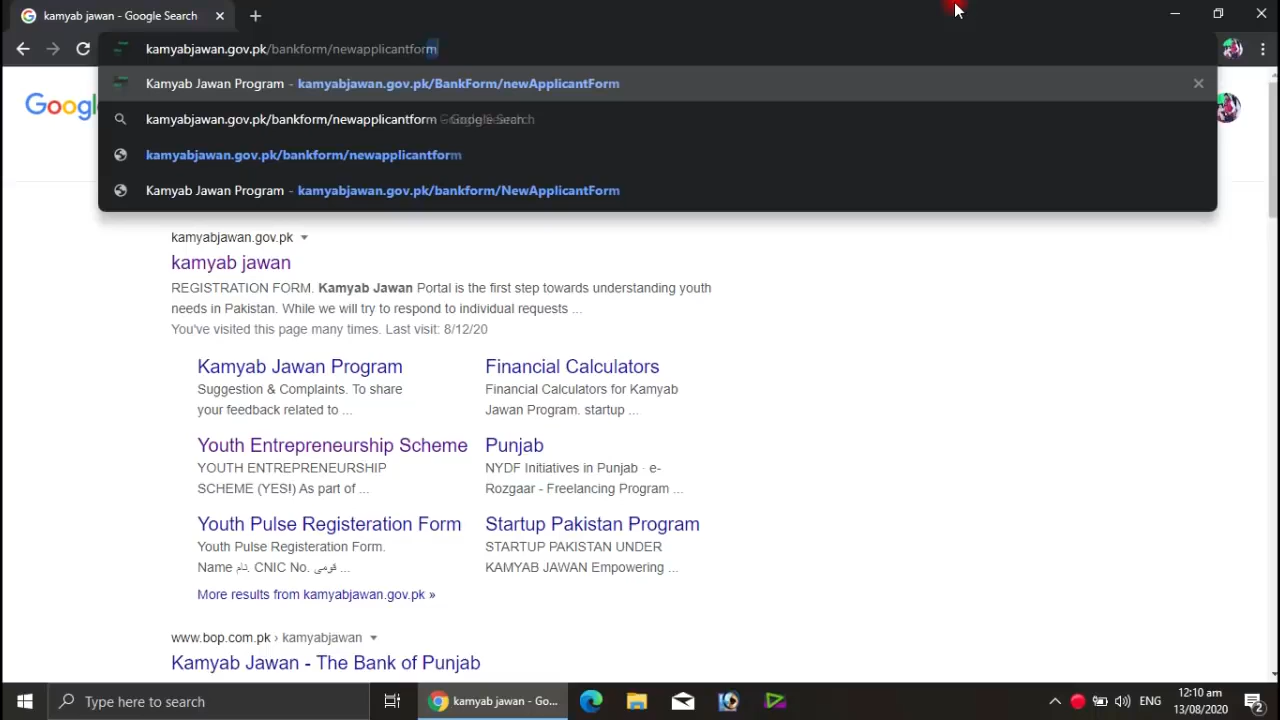 kamyab jawan - Google Search
kamyabjawan.gov.pk/bankform/newapplicantform
Kamyab Jawan Program - kamyabjawan.gov.pk/BankForm/newApplicantForm
kamyabjawan.gov.pk/bankform/newapplicantform - Google Search
kamyabjawan.gov.pk/bankform/newapplicantform
Kamyab Jawan Program - kamyabjawan.gov.pk/bankform/NewApplicantForm
kamyabjawan.gov.pk
kamyab jawan
REGISTRATION FORM. Kamyab Jawan Portal is the first step towards understanding youth
needs in Pakistan. While we will try to respond to individual requests ...
You've visited this page many times. Last visit: 8/12/20
Kamyab Jawan Program
Suggestion & Complaints. To share
your feedback related to ...
Financial Calculators
Financial Calculators for Kamyab
Jawan Program. startup ...
Youth Entrepreneurship Scheme
YOUTH ENTREPRENEURSHIP
SCHEME (YES!) As part of ...
Punjab
NYDF Initiatives in Punjab · e-
Rozgaar - Freelancing Program ...
Youth Pulse Registeration Form
Youth Pulse Registeration Form.
Name نام. CNIC No. قومی ...
Startup Pakistan Program
STARTUP PAKISTAN UNDER
KAMYAB JAWAN Empowering ...
More results from kamyabjawan.gov.pk »
www.bop.com.pk › kamyabjawan
Kamyab Jawan - The Bank of Punjab
Type here to search
kamyab jawan - Go...
ENG
12:10 am
13/08/2020
2